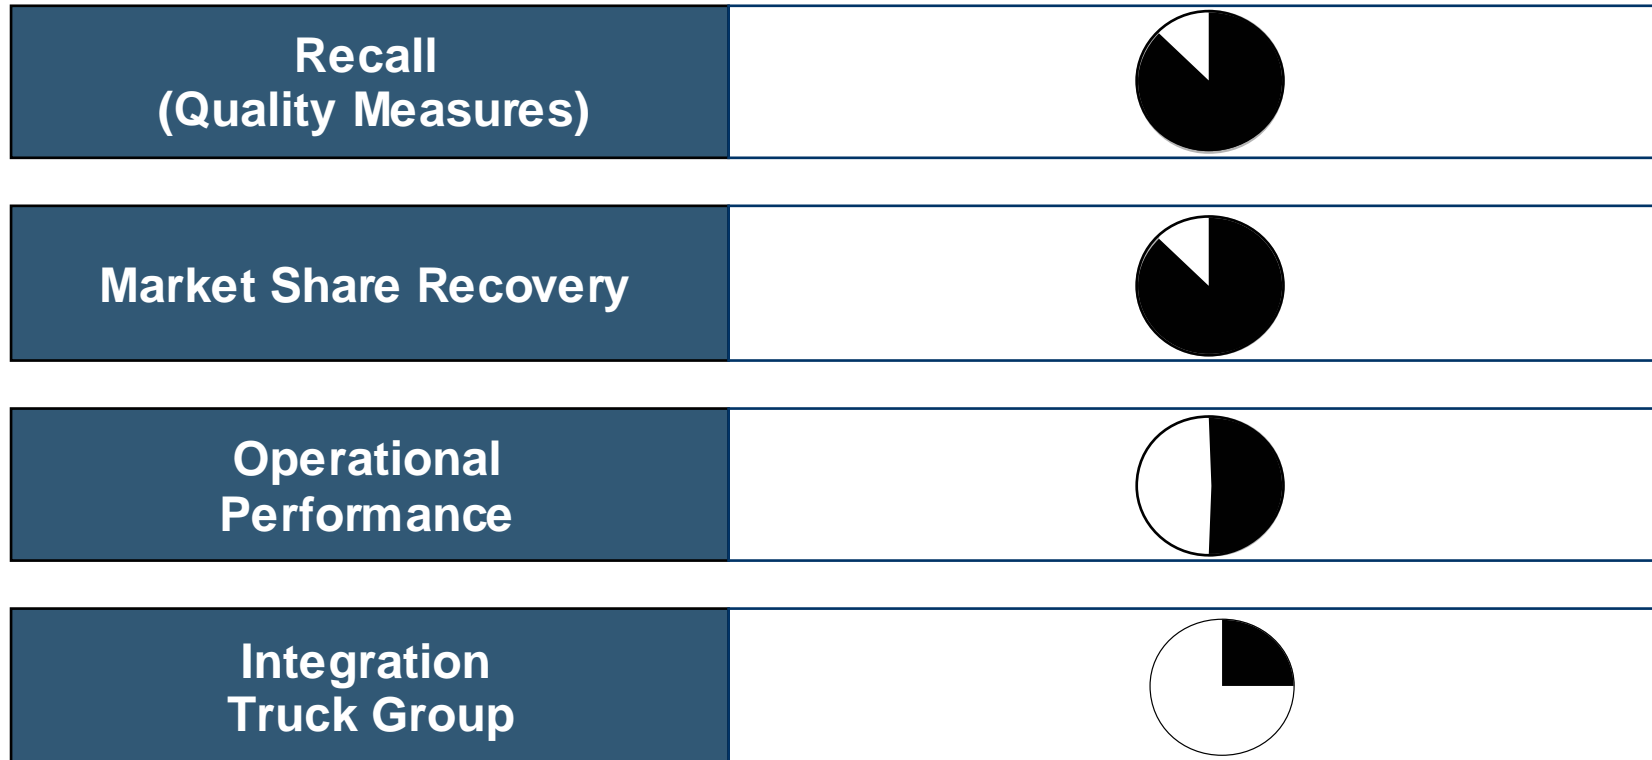 Recall
(Quality Measures)
Market Share Recovery
Operational
Performance
Integration
Truck Group